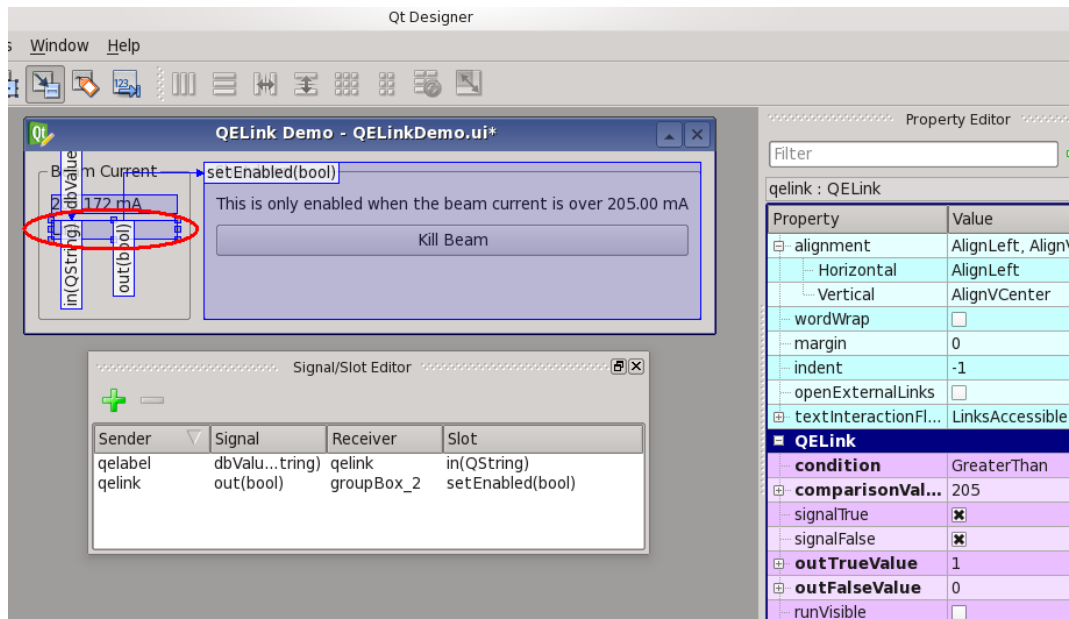 Qt Designer
s Window Help
123
Qt QELink Demo - QELinkDemo.ui*
Beam Current
setEnabled(bool)
172 mA
This is only enabled when the beam current is over 205.00 mA
Kill Beam
dbValue
in(QString)
out(bool)
Signal/Slot Editor
Sender Signal Receiver Slot
qelabel dbValu...tring) qelink in(QString)
qelink out(bool) groupBox_2 setEnabled(bool)
Property Editor
Filter
qelink : QELink
Property Value
alignment AlignLeft, AlignV
Horizontal AlignLeft
Vertical AlignVCenter
wordWrap
margin 0
indent -1
openExternalLinks
textInteractionFl... LinksAccessible
QELink
condition GreaterThan
comparisonVal... 205
signalTrue
signalFalse
outTrueValue 1
outFalseValue 0
runVisible